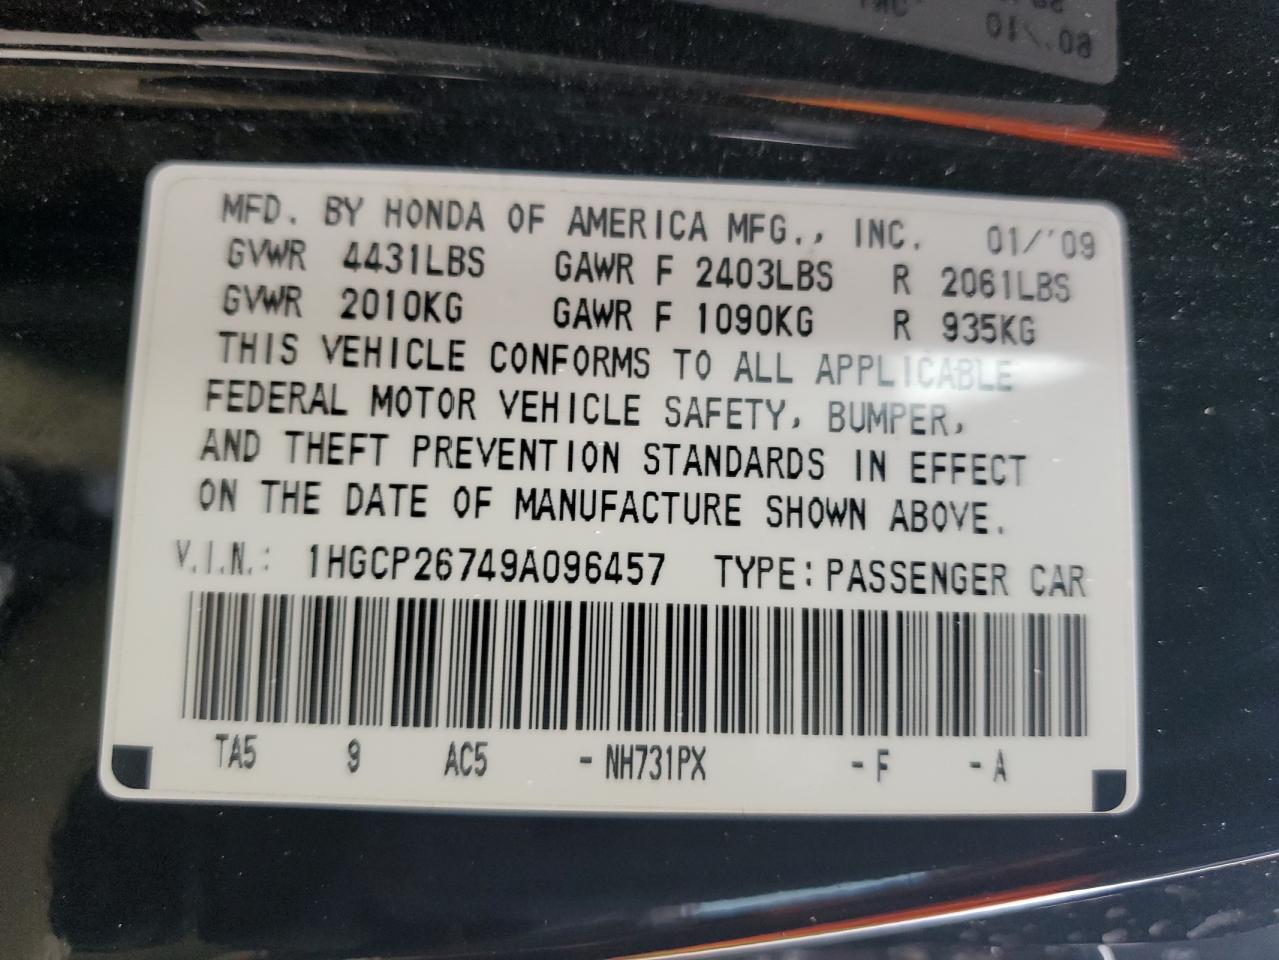 MFD. BY HONDA OF AMERICA MFG., INC. 01/'09
GVWR 4431LBS GAWR F 2403LBS R 2061LBS
GVWR 2010KG GAWR F 1090KG R 935KG
THIS VEHICLE CONFORMS TO ALL APPLICABLE
FEDERAL MOTOR VEHICLE SAFETY, BUMPER,
AND THEFT PREVENTION STANDARDS IN EFFECT
ON THE DATE OF MANUFACTURE SHOWN ABOVE.
V.I.N.: 1HGCP26749A096457 TYPE: PASSENGER CAR
TA5 9 AC5 -NH731PX -F -A